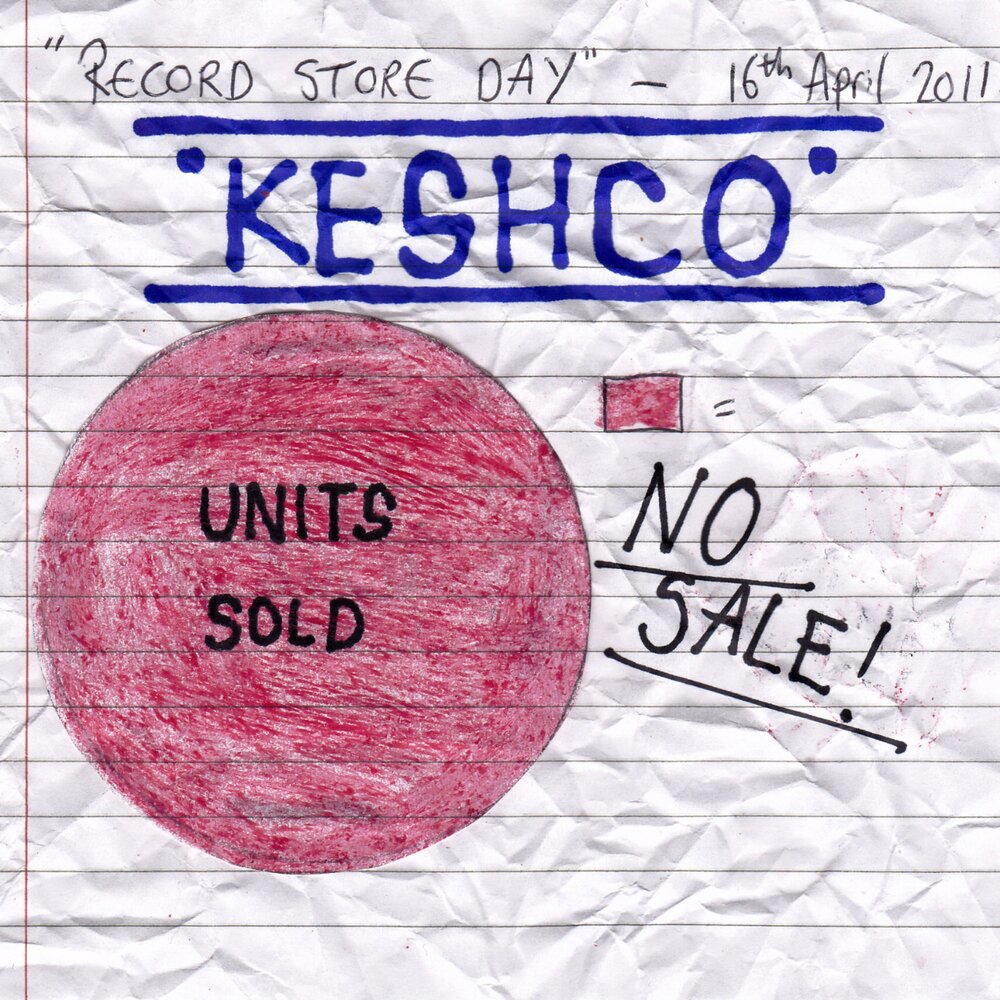 "RECORD STORE DAY" - 16th April 2011
"KESHCO"
UNITS
SOLD
=
NO
SALE!